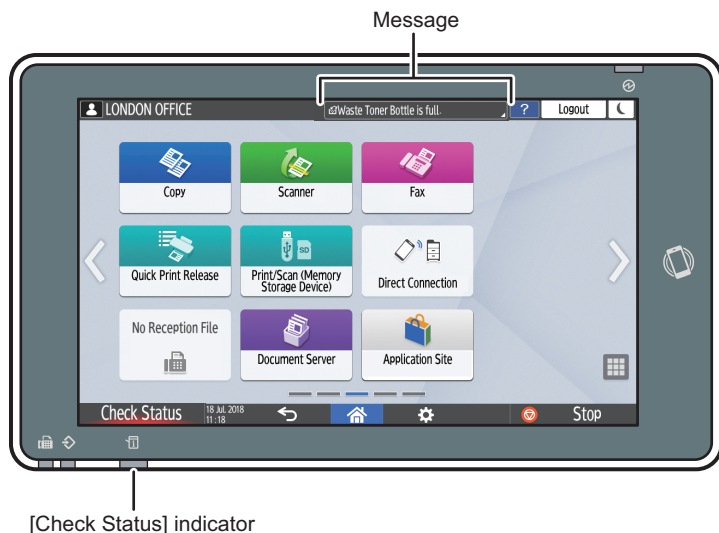 Message
LONDON OFFICE
Waste Toner Bottle is full.
?
Logout
Copy
Scanner
Fax
Quick Print Release
SD
Print/Scan (Memory
Storage Device)
Direct Connection
No Reception File
Document Server
Application Site
Check Status
18 Jul. 2018
11 : 18
Stop
[Check Status] indicator